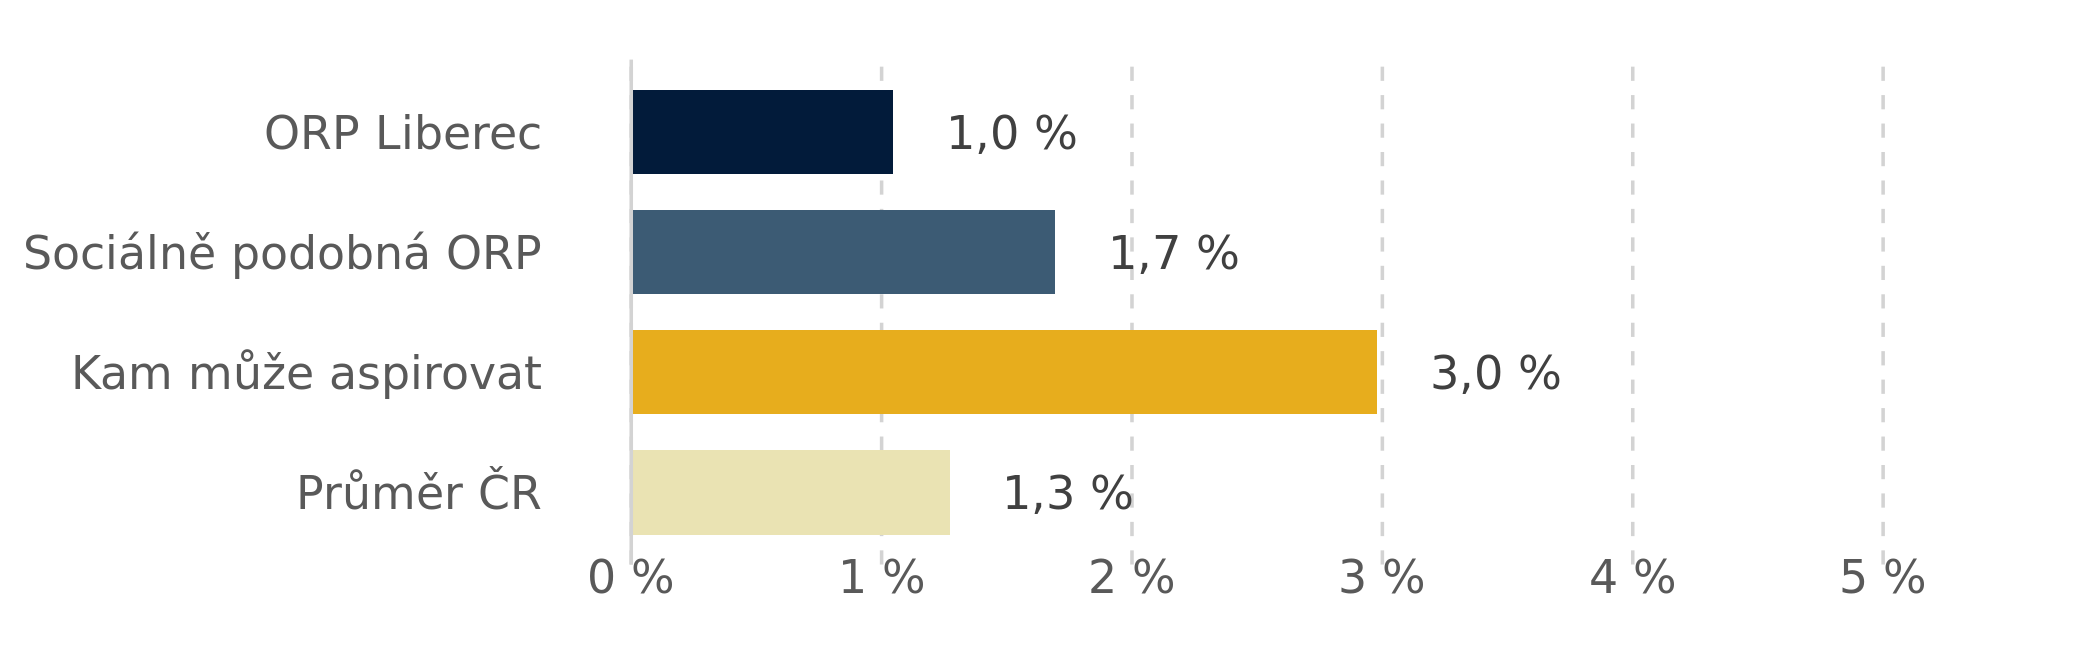 ORP Liberec 1,0 %
Sociálně podobná ORP 1,7 %
Kam může aspirovat 3,0 %
Průměr ČR 1,3 %
0 % 1 % 2 % 3 % 4 % 5 %